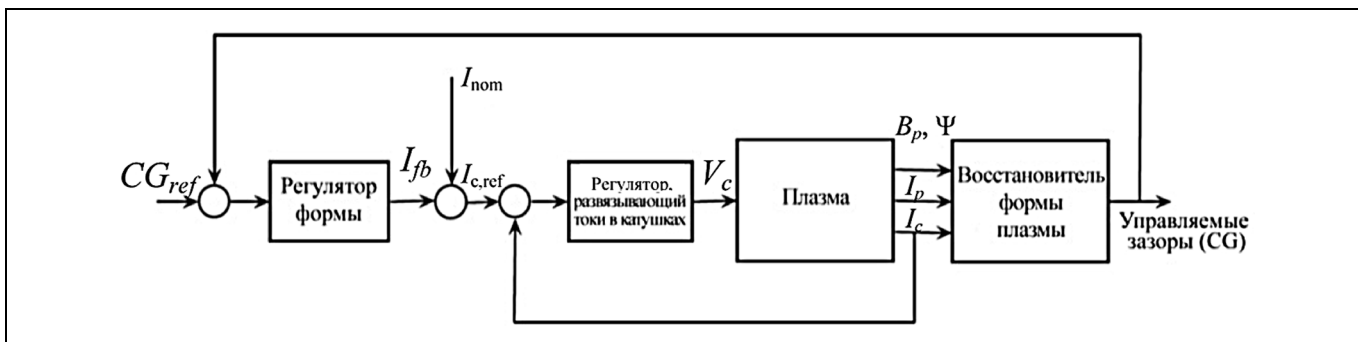 I_nom
B_p, Ψ
CG_ref
Регулятор
формы
I_fb
I_c,ref
Регулятор,
развязывающий
токи в катушках
V_c
Плазма
I_p
I_c
Восстановитель
формы
плазмы
Управляемые
зазоры (CG)